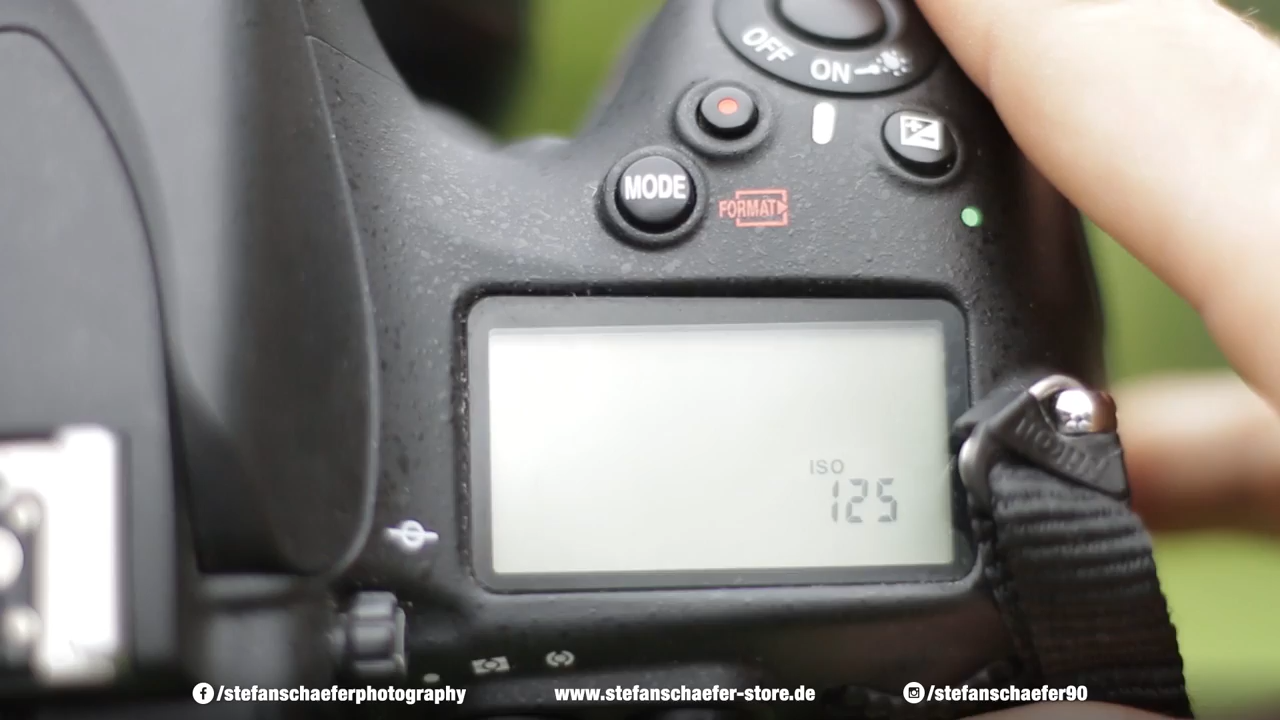 OFF ON
MODE
FORMAT
ISO
125
/stefanschaeferphotography www.stefanschaefer-store.de /stefanschaefer90